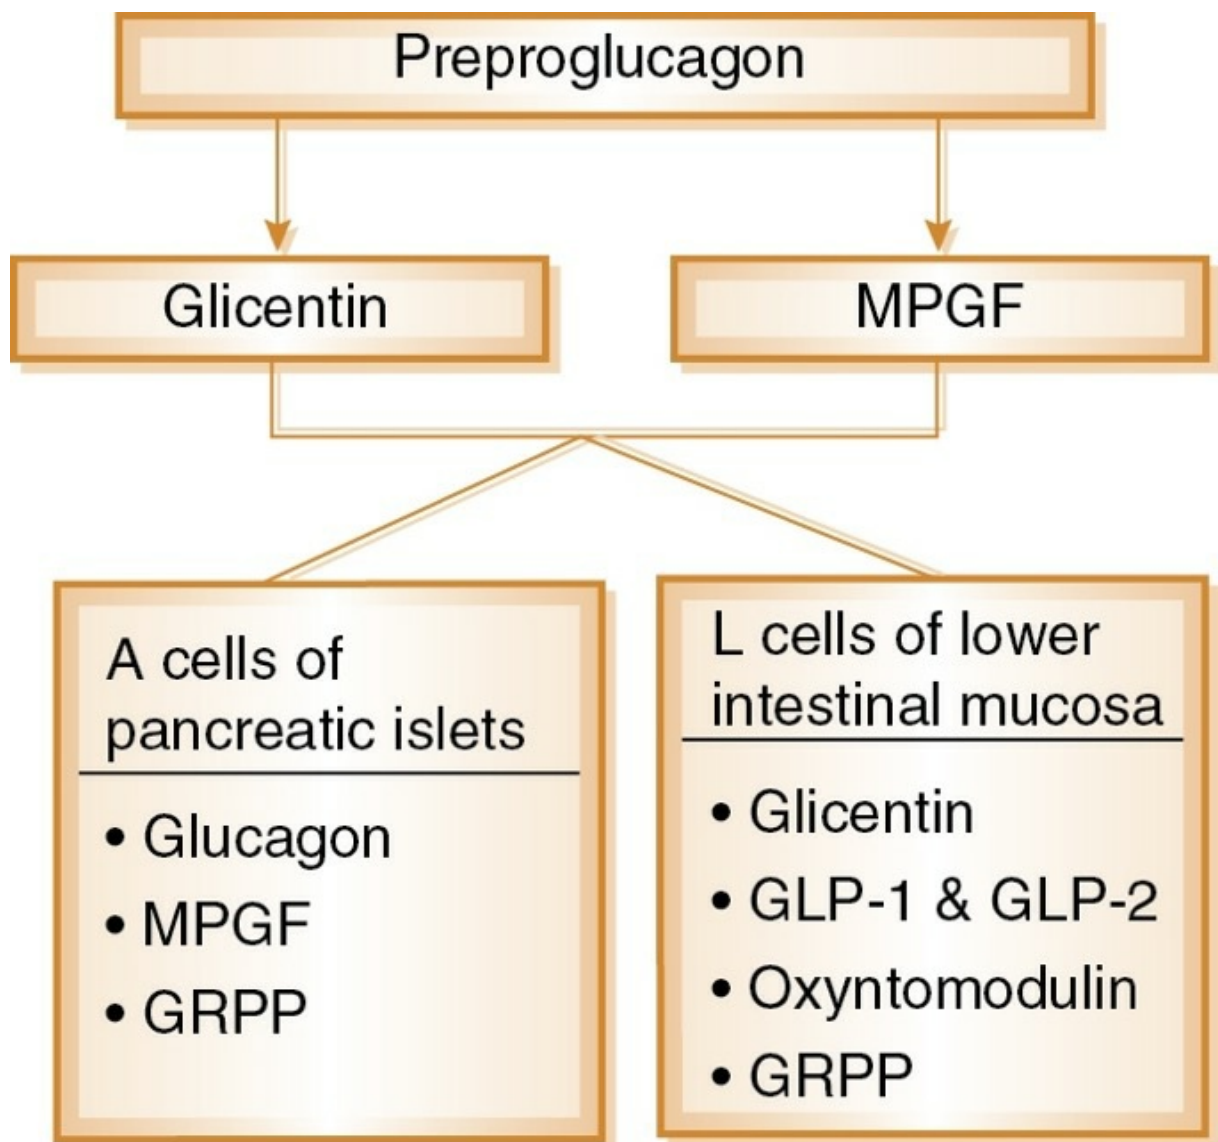 Preproglucagon
Glicentin
MPGF
A cells of
pancreatic islets
• Glucagon
• MPGF
• GRPP
L cells of lower
intestinal mucosa
• Glicentin
• GLP-1 & GLP-2
• Oxyntomodulin
• GRPP